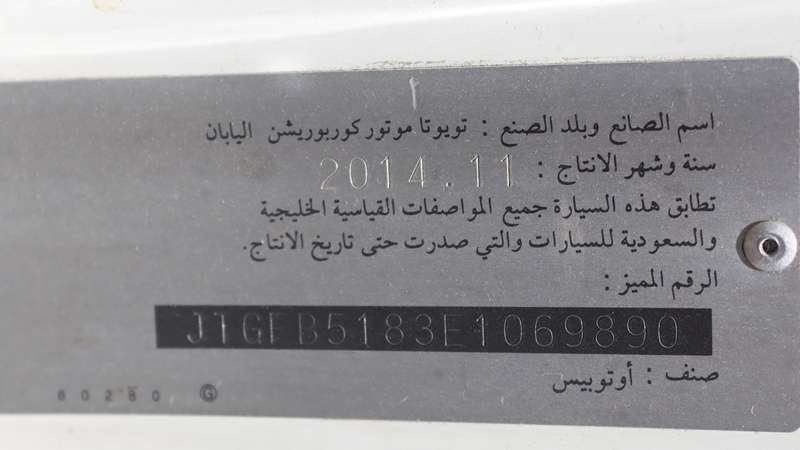 اسم الصانع وبلد الصنع : تويوتا موتور كوربوريشن اليابان
سنة وشهر الانتاج : 2014.11
تطابق هذه السيارة جميع المواصفات القياسية الخليجية
والسعودية للسيارات والتي صدرت حتى تاريخ الانتاج.
الرقم المميز :
JTGFB5183E1069890
صنف : أوتوبيس
60280 G